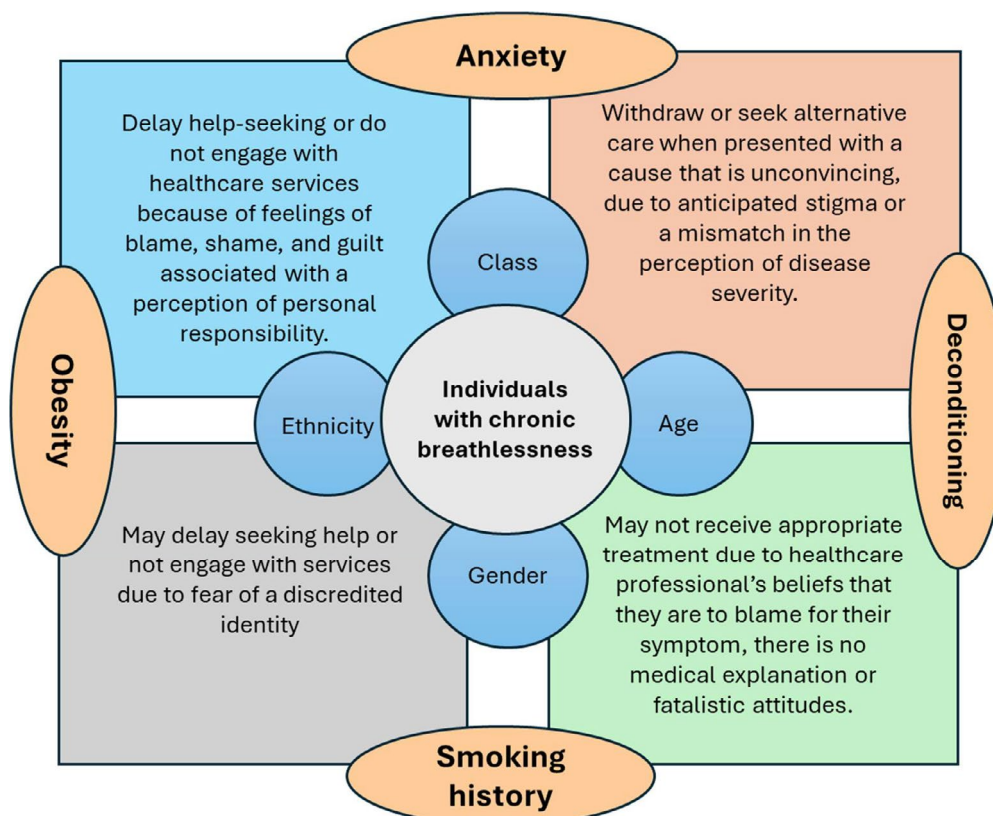 Anxiety
Delay help-seeking or do
not engage with
healthcare services
because of feelings of
blame, shame, and guilt
associated with a
perception of personal
responsibility.
Withdraw or seek alternative
care when presented with a
cause that is unconvincing,
due to anticipated stigma or
a mismatch in the
perception of disease
severity.
Class
Obesity
Ethnicity
Individuals
with chronic
breathlessness
Age
Deconditioning
May delay seeking help or
not engage with services
due to fear of a discredited
identity
Gender
May not receive appropriate
treatment due to healthcare
professional’s beliefs that
they are to blame for their
symptom, there is no
medical explanation or
fatalistic attitudes.
Smoking
history